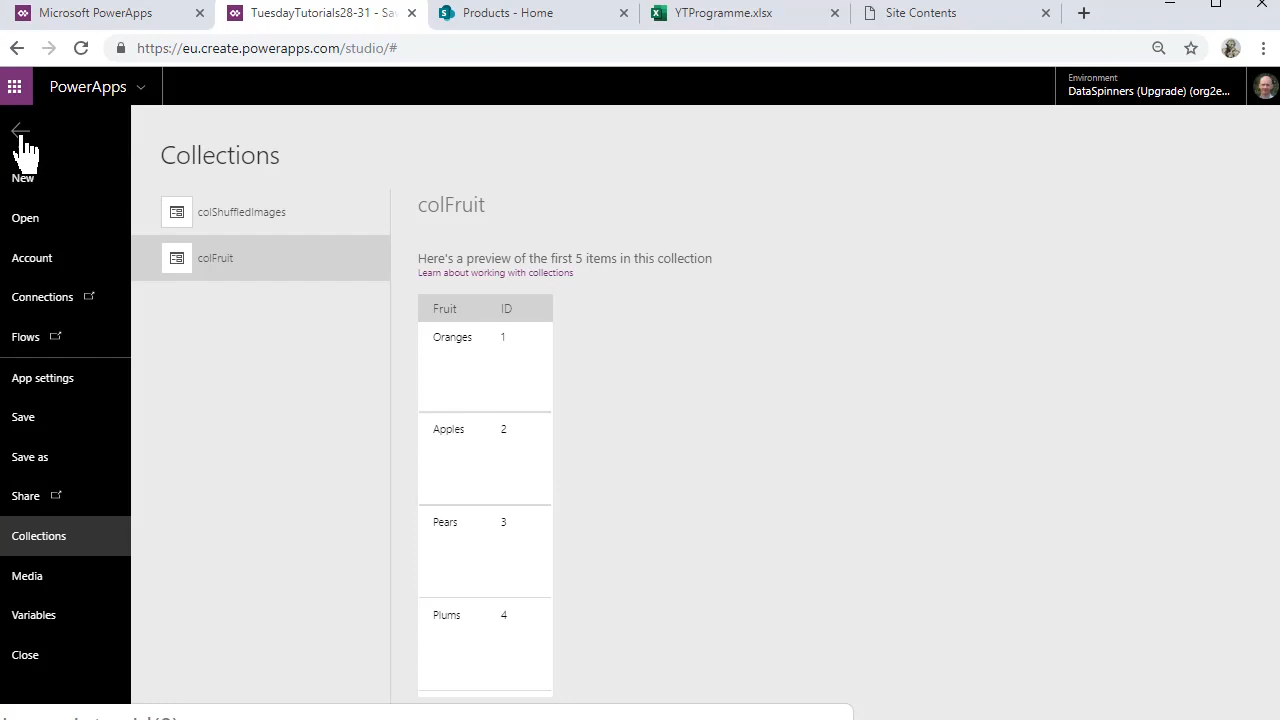 Microsoft PowerApps
TuesdayTutorials28-31 - Sav
Products - Home
YTProgramme.xlsx
Site Contents
https://eu.create.powerapps.com/studio/#
PowerApps
Environment
DataSpinners (Upgrade) (org2e...
New
Open
Account
Connections
Flows
App settings
Save
Save as
Share
Collections
Media
Variables
Close
Collections
colShuffledImages
colFruit
colFruit
Here's a preview of the first 5 items in this collection
Learn about working with collections
Fruit ID
Oranges 1
Apples 2
Pears 3
Plums 4